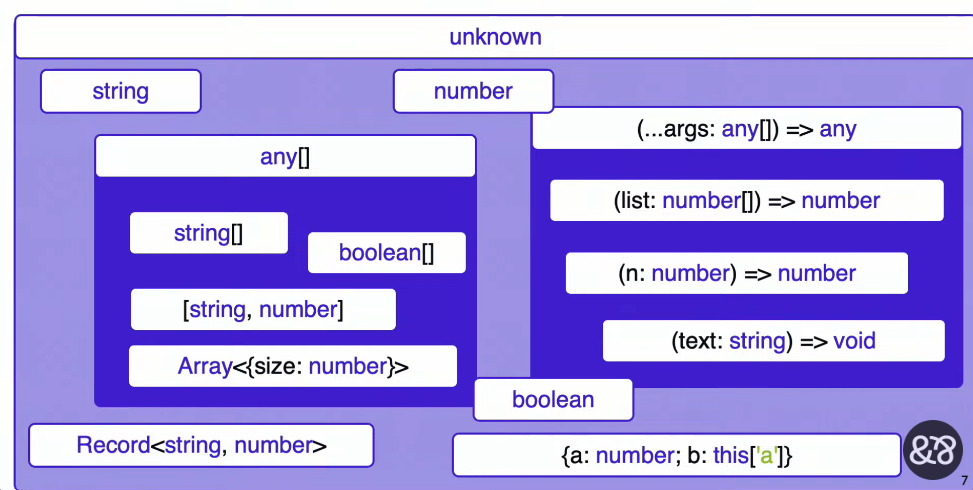 unknown
string
number
(...args: any[]) => any
any[]
(list: number[]) => number
string[]
boolean[]
(n: number) => number
[string, number]
(text: string) => void
Array<{size: number}>
boolean
Record<string, number>
{a: number; b: this['a']}
7